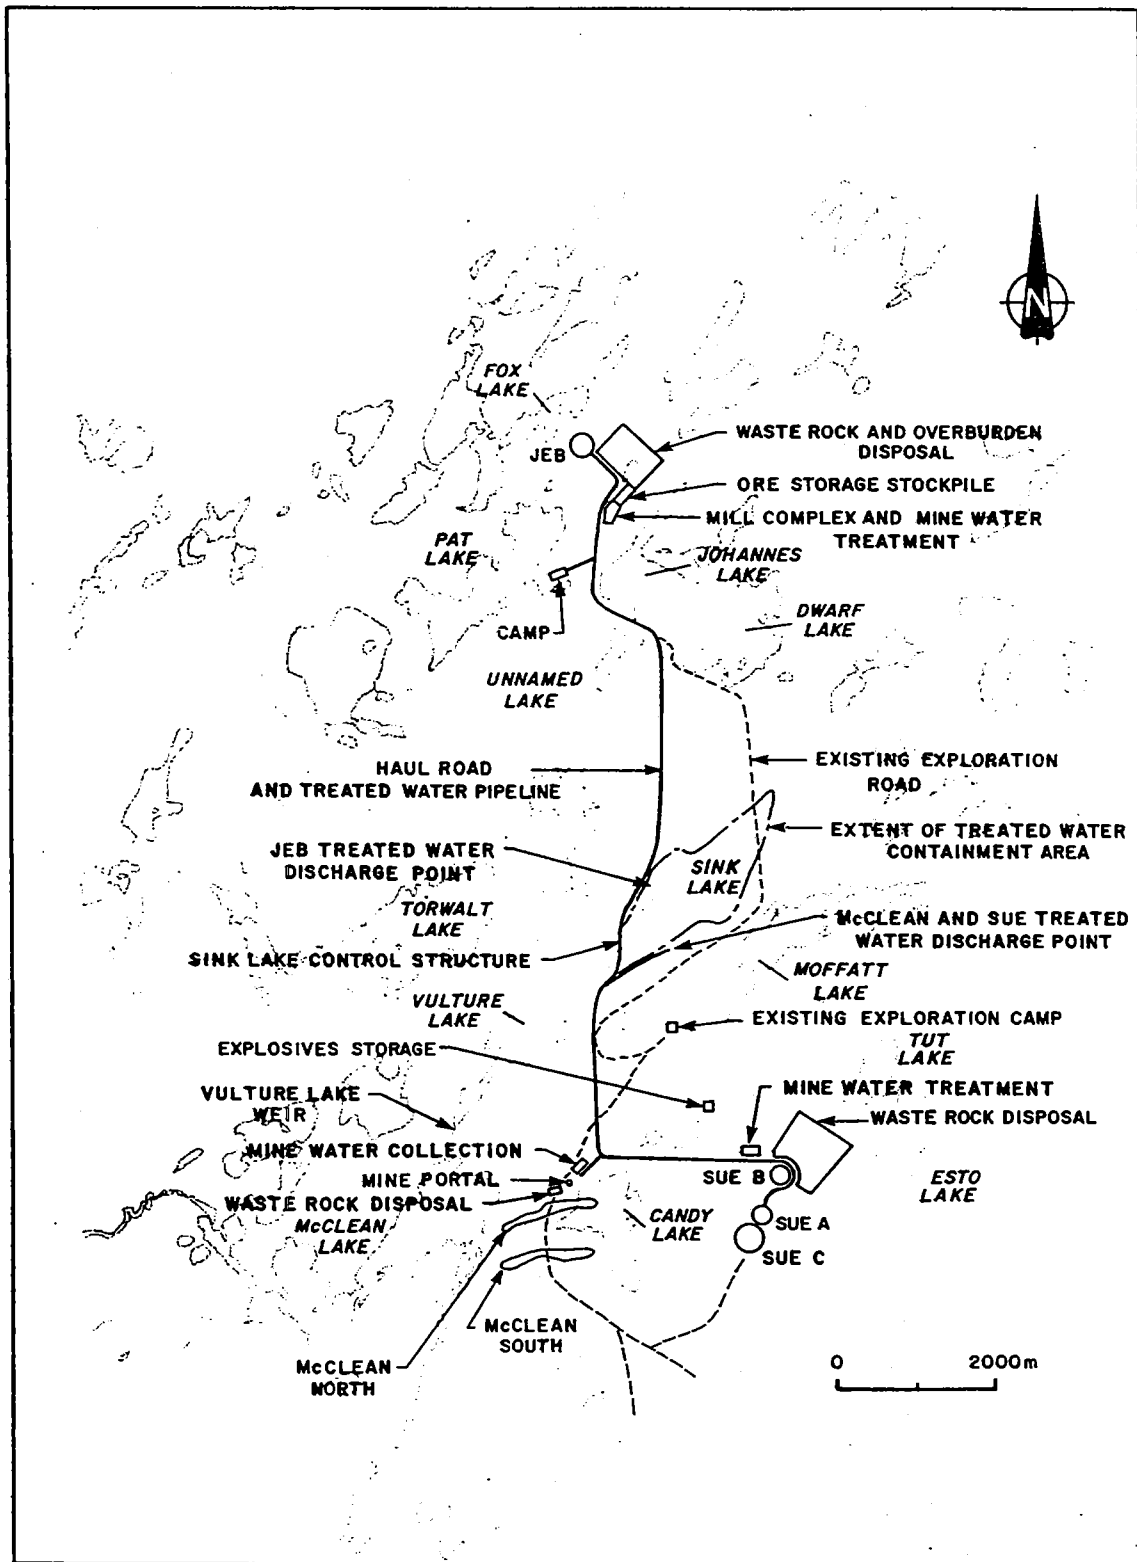 N
FOX
LAKE
JEB
WASTE ROCK AND OVERBURDEN
DISPOSAL
ORE STORAGE STOCKPILE
MILL COMPLEX AND MINE WATER
TREATMENT
PAT
LAKE
JOHANNES
LAKE
CAMP
DWARF
LAKE
UNNAMED
LAKE
HAUL ROAD
AND TREATED WATER PIPELINE
EXISTING EXPLORATION
ROAD
EXTENT OF TREATED WATER
CONTAINMENT AREA
JEB TREATED WATER
DISCHARGE POINT
SINK
LAKE
TORWALT
LAKE
McCLEAN AND SUE TREATED
WATER DISCHARGE POINT
SINK LAKE CONTROL STRUCTURE
MOFFATT
LAKE
VULTURE
LAKE
EXISTING EXPLORATION CAMP
TUT
LAKE
EXPLOSIVES STORAGE
VULTURE LAKE
WEIR
MINE WATER TREATMENT
WASTE ROCK DISPOSAL
MINE WATER COLLECTION
MINE PORTAL
SUE B
ESTO
LAKE
WASTE ROCK DISPOSAL
McCLEAN
LAKE
CANDY
LAKE
SUE A
SUE C
McCLEAN
SOUTH
McCLEAN
NORTH
0 2000m